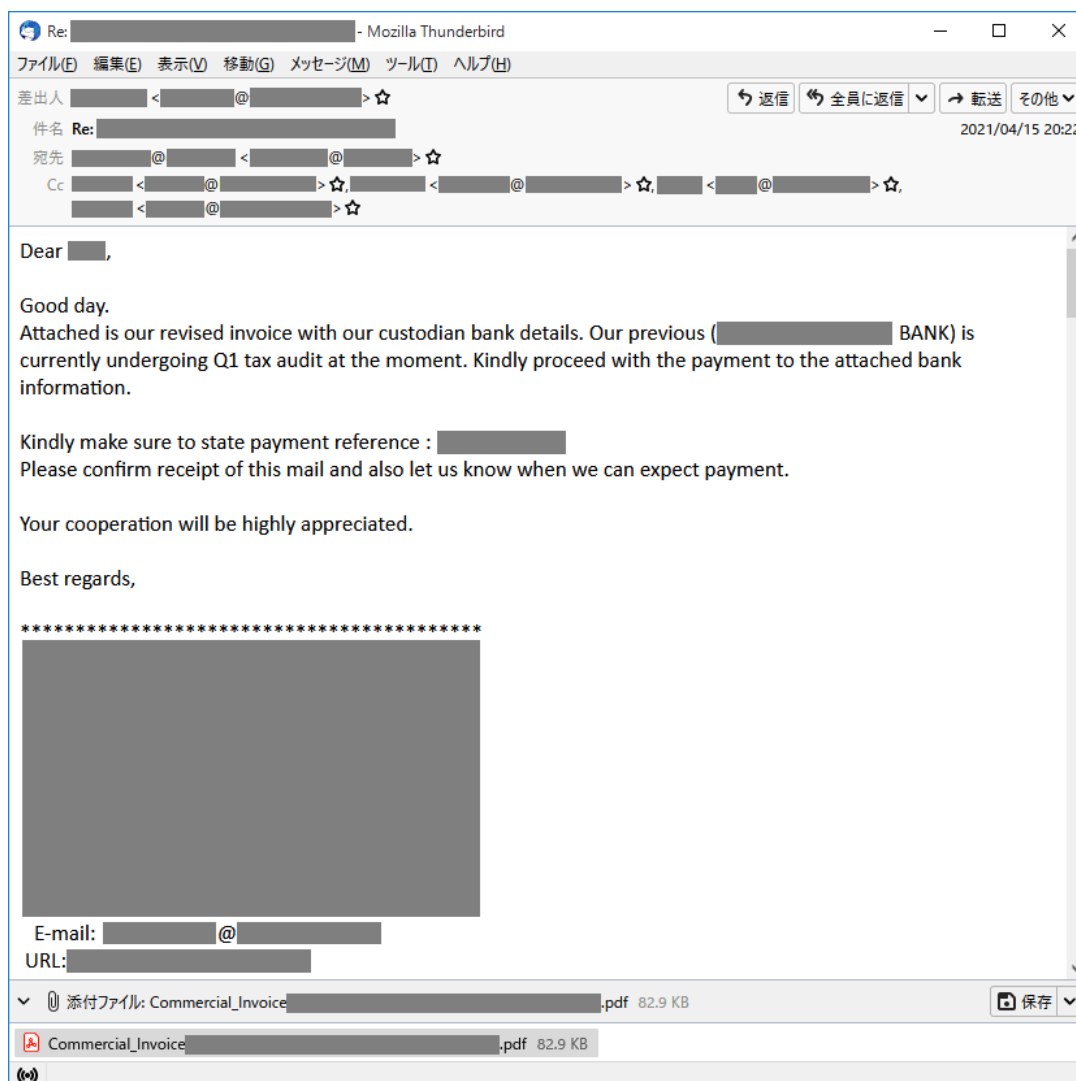 Re: - Mozilla Thunderbird
ファイル(F) 編集(E) 表示(V) 移動(G) メッセージ(M) ツール(T) ヘルプ(H)
差出人 < @ > ☆ 返信 全員に返信 転送 その他
件名 Re: 2021/04/15 20:22
宛先 @ < @ > ☆
Cc < @ > ☆, < @ > ☆, < @ > ☆,
< @ > ☆
Dear ,
Good day.
Attached is our revised invoice with our custodian bank details. Our previous ( BANK) is
currently undergoing Q1 tax audit at the moment. Kindly proceed with the payment to the attached bank
information.
Kindly make sure to state payment reference :
Please confirm receipt of this mail and also let us know when we can expect payment.
Your cooperation will be highly appreciated.
Best regards,
******************************************
E-mail: @
URL:
添付ファイル: Commercial_Invoice .pdf 82.9 KB 保存
Commercial_Invoice .pdf 82.9 KB